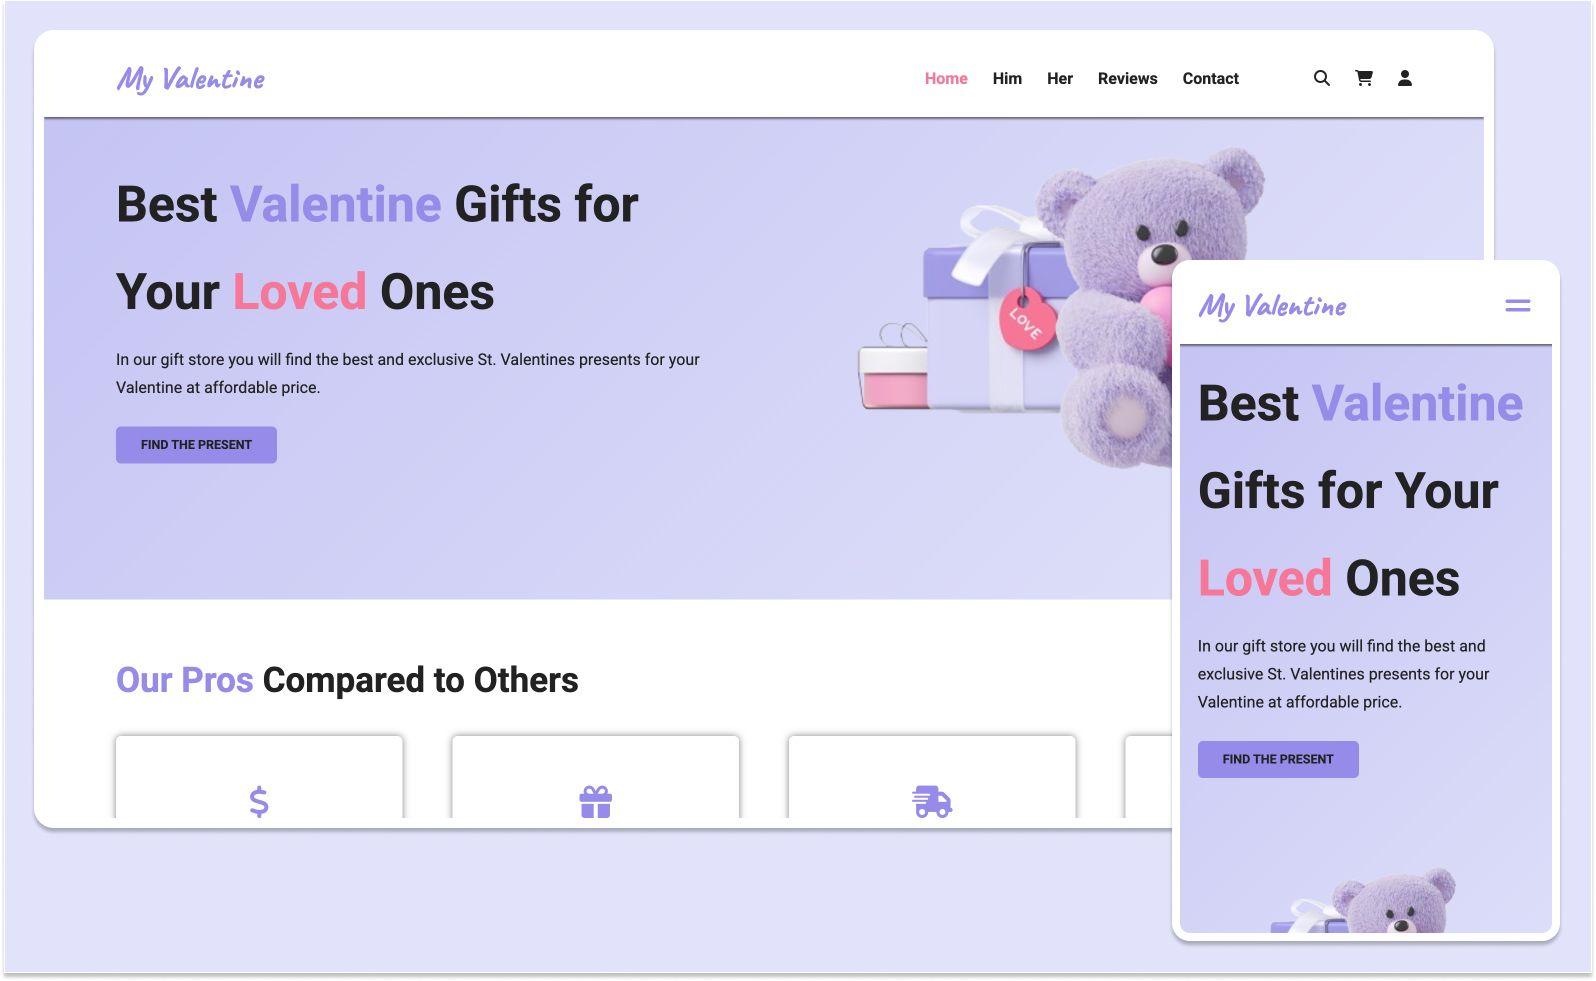 My Valentine
Home Him Her Reviews Contact
Best Valentine Gifts for
Your Loved Ones
In our gift store you will find the best and exclusive St. Valentines presents for your
Valentine at affordable price.
FIND THE PRESENT
LOVE
Our Pros Compared to Others
My Valentine
Best Valentine
Gifts for Your
Loved Ones
In our gift store you will find the best and
exclusive St. Valentines presents for your
Valentine at affordable price.
FIND THE PRESENT